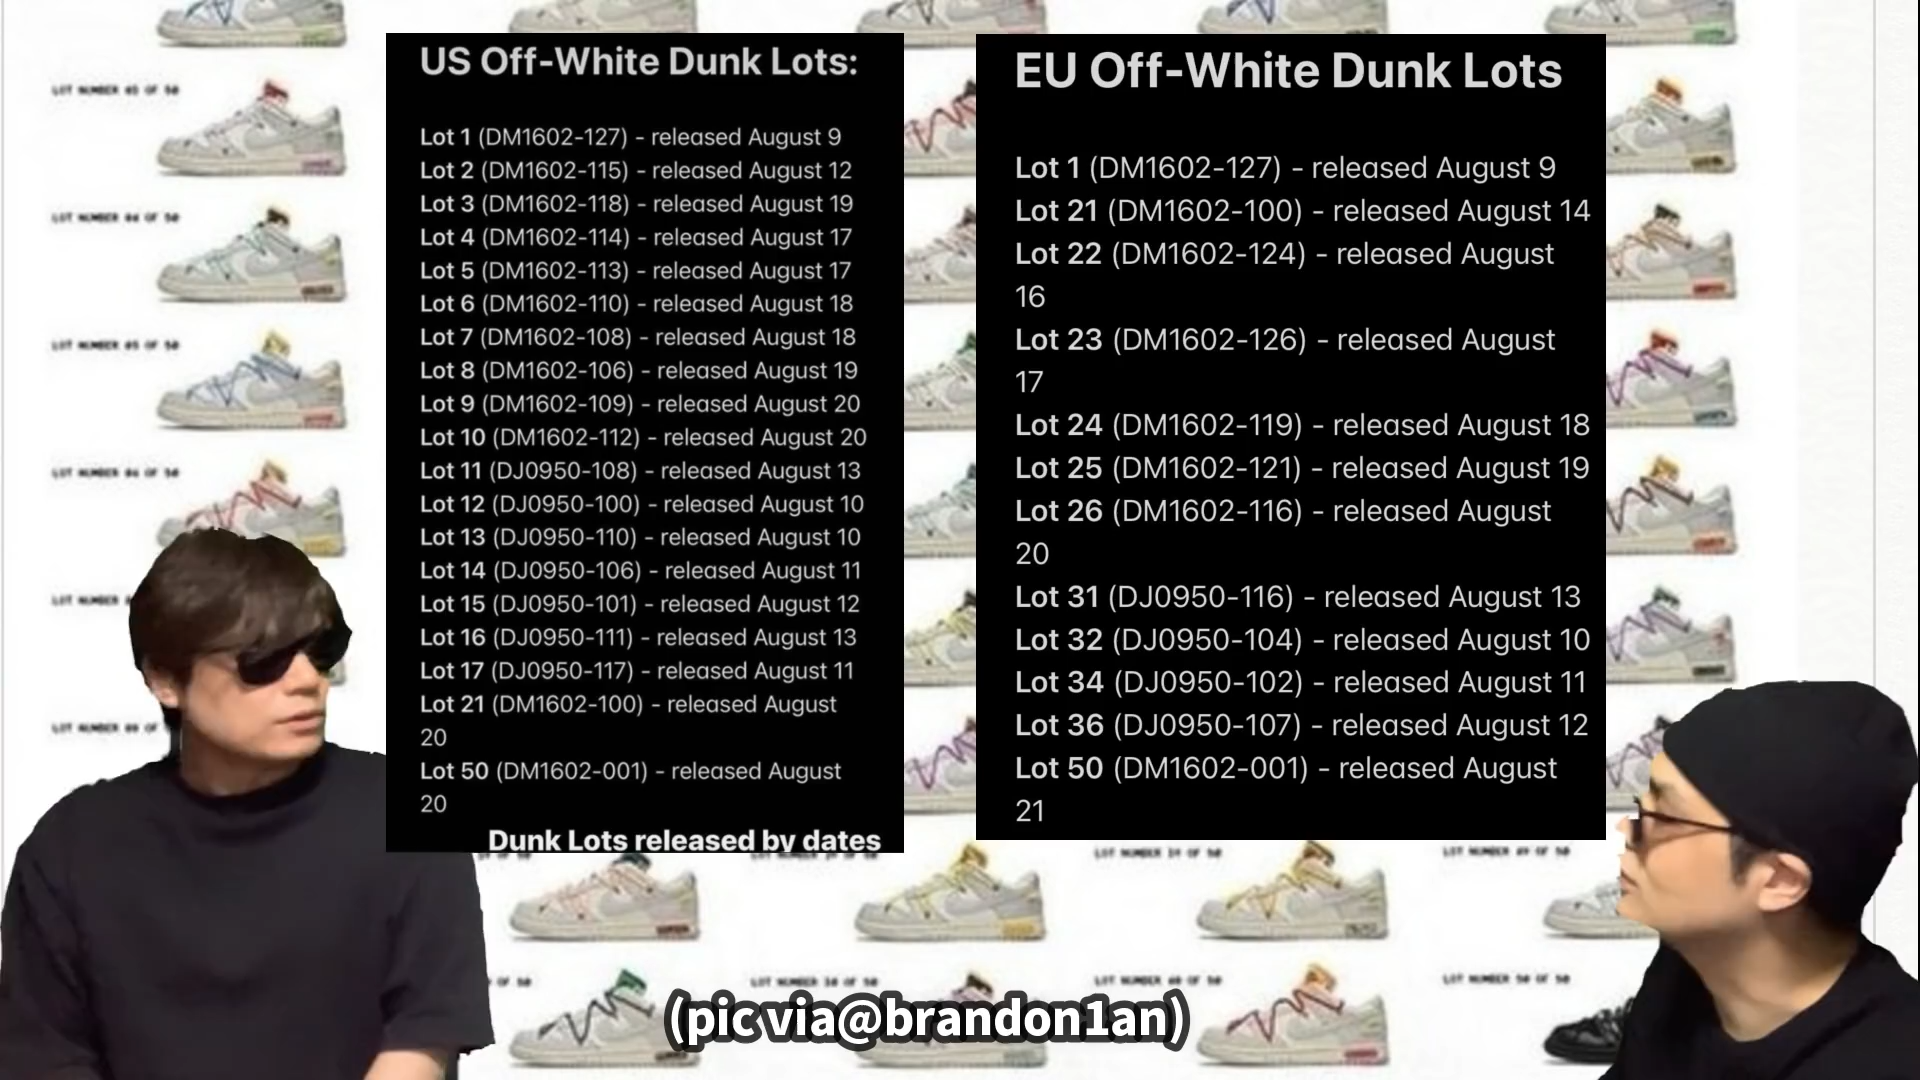 US Off-White Dunk Lots:
Lot 1 (DM1602-127) - released August 9
Lot 2 (DM1602-115) - released August 12
Lot 3 (DM1602-118) - released August 19
Lot 4 (DM1602-114) - released August 17
Lot 5 (DM1602-113) - released August 17
Lot 6 (DM1602-110) - released August 18
Lot 7 (DM1602-108) - released August 18
Lot 8 (DM1602-106) - released August 19
Lot 9 (DM1602-109) - released August 20
Lot 10 (DM1602-112) - released August 20
Lot 11 (DJ0950-108) - released August 13
Lot 12 (DJ0950-100) - released August 10
Lot 13 (DJ0950-110) - released August 10
Lot 14 (DJ0950-106) - released August 11
Lot 15 (DJ0950-101) - released August 12
Lot 16 (DJ0950-111) - released August 13
Lot 17 (DJ0950-117) - released August 11
Lot 21 (DM1602-100) - released August
20
Lot 50 (DM1602-001) - released August
20
Dunk Lots released by dates
EU Off-White Dunk Lots
Lot 1 (DM1602-127) - released August 9
Lot 21 (DM1602-100) - released August 14
Lot 22 (DM1602-124) - released August
16
Lot 23 (DM1602-126) - released August
17
Lot 24 (DM1602-119) - released August 18
Lot 25 (DM1602-121) - released August 19
Lot 26 (DM1602-116) - released August
20
Lot 31 (DJ0950-116) - released August 13
Lot 32 (DJ0950-104) - released August 10
Lot 34 (DJ0950-102) - released August 11
Lot 36 (DJ0950-107) - released August 12
Lot 50 (DM1602-001) - released August
21
(pic via@brandon1an)